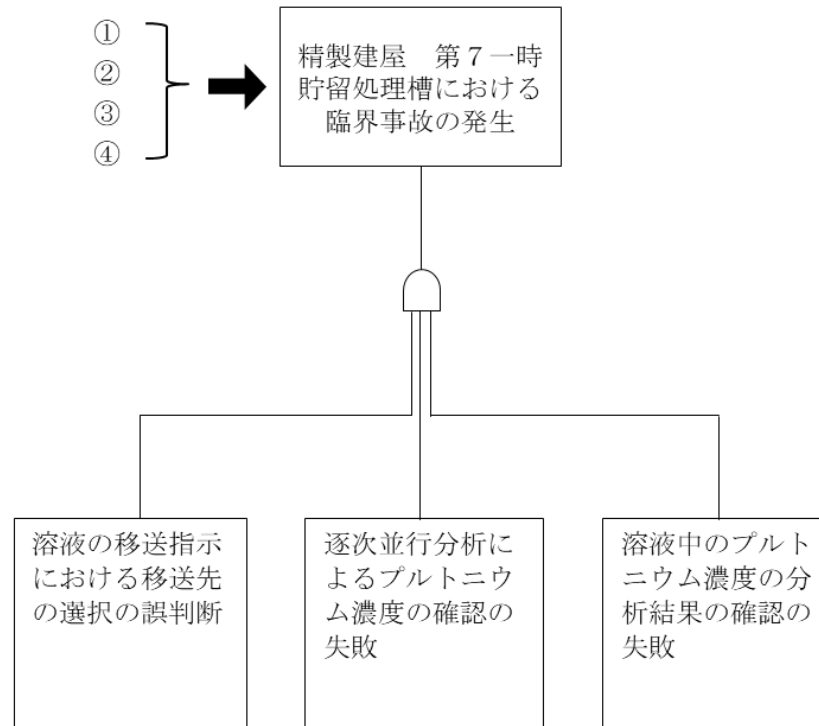 ①
②
③
④
精製建屋　第７一時
貯留処理槽における
臨界事故の発生
溶液の移送指示
における移送先
の選択の誤判断
逐次並行分析に
よるプルトニウ
ム濃度の確認の
失敗
溶液中のプルト
ニウム濃度の分
析結果の確認の
失敗